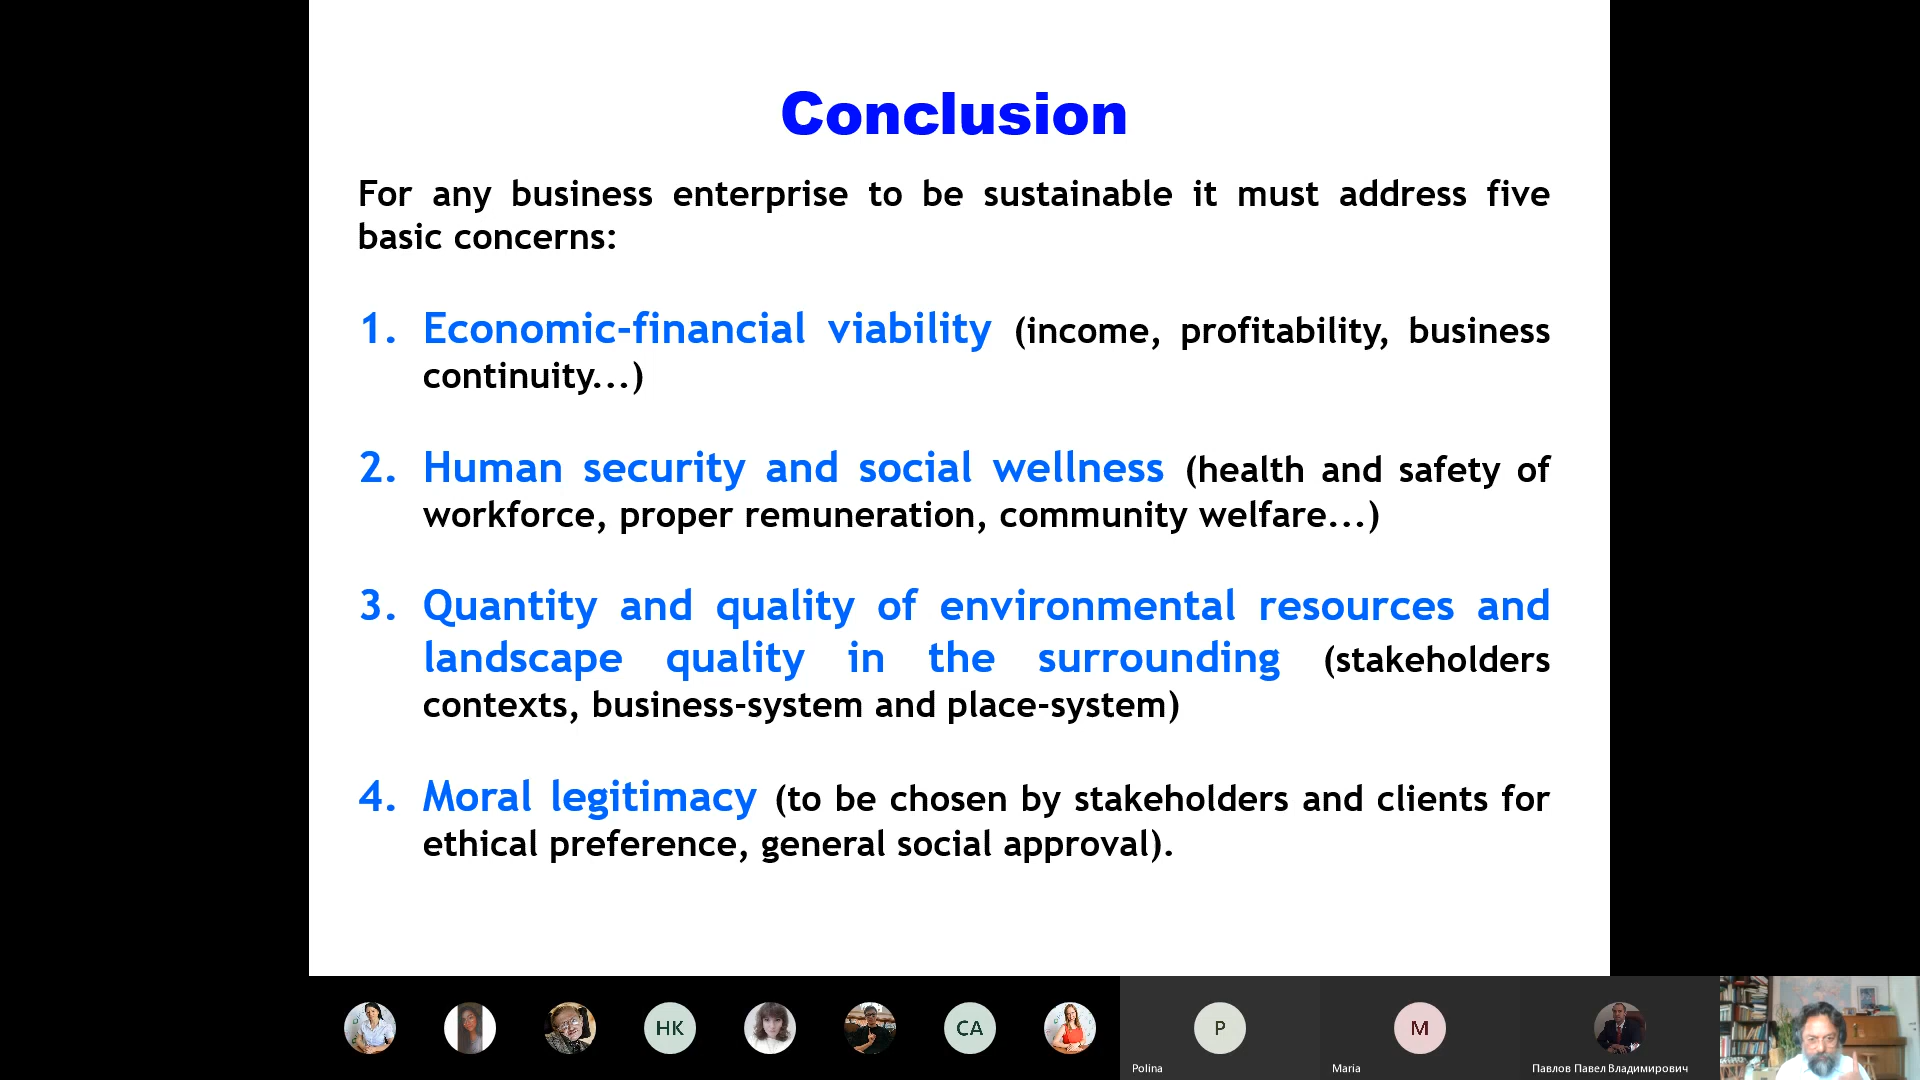 Conclusion
For any business enterprise to be sustainable it must address five
basic concerns:
1. Economic-financial viability (income, profitability, business
continuity...)
2. Human security and social wellness (health and safety of
workforce, proper remuneration, community welfare...)
3. Quantity and quality of environmental resources and
landscape quality in the surrounding (stakeholders
contexts, business-system and place-system)
4. Moral legitimacy (to be chosen by stakeholders and clients for
ethical preference, general social approval).
НК
СА
P
M
Polina
Maria
Павлов Павел Владимирович